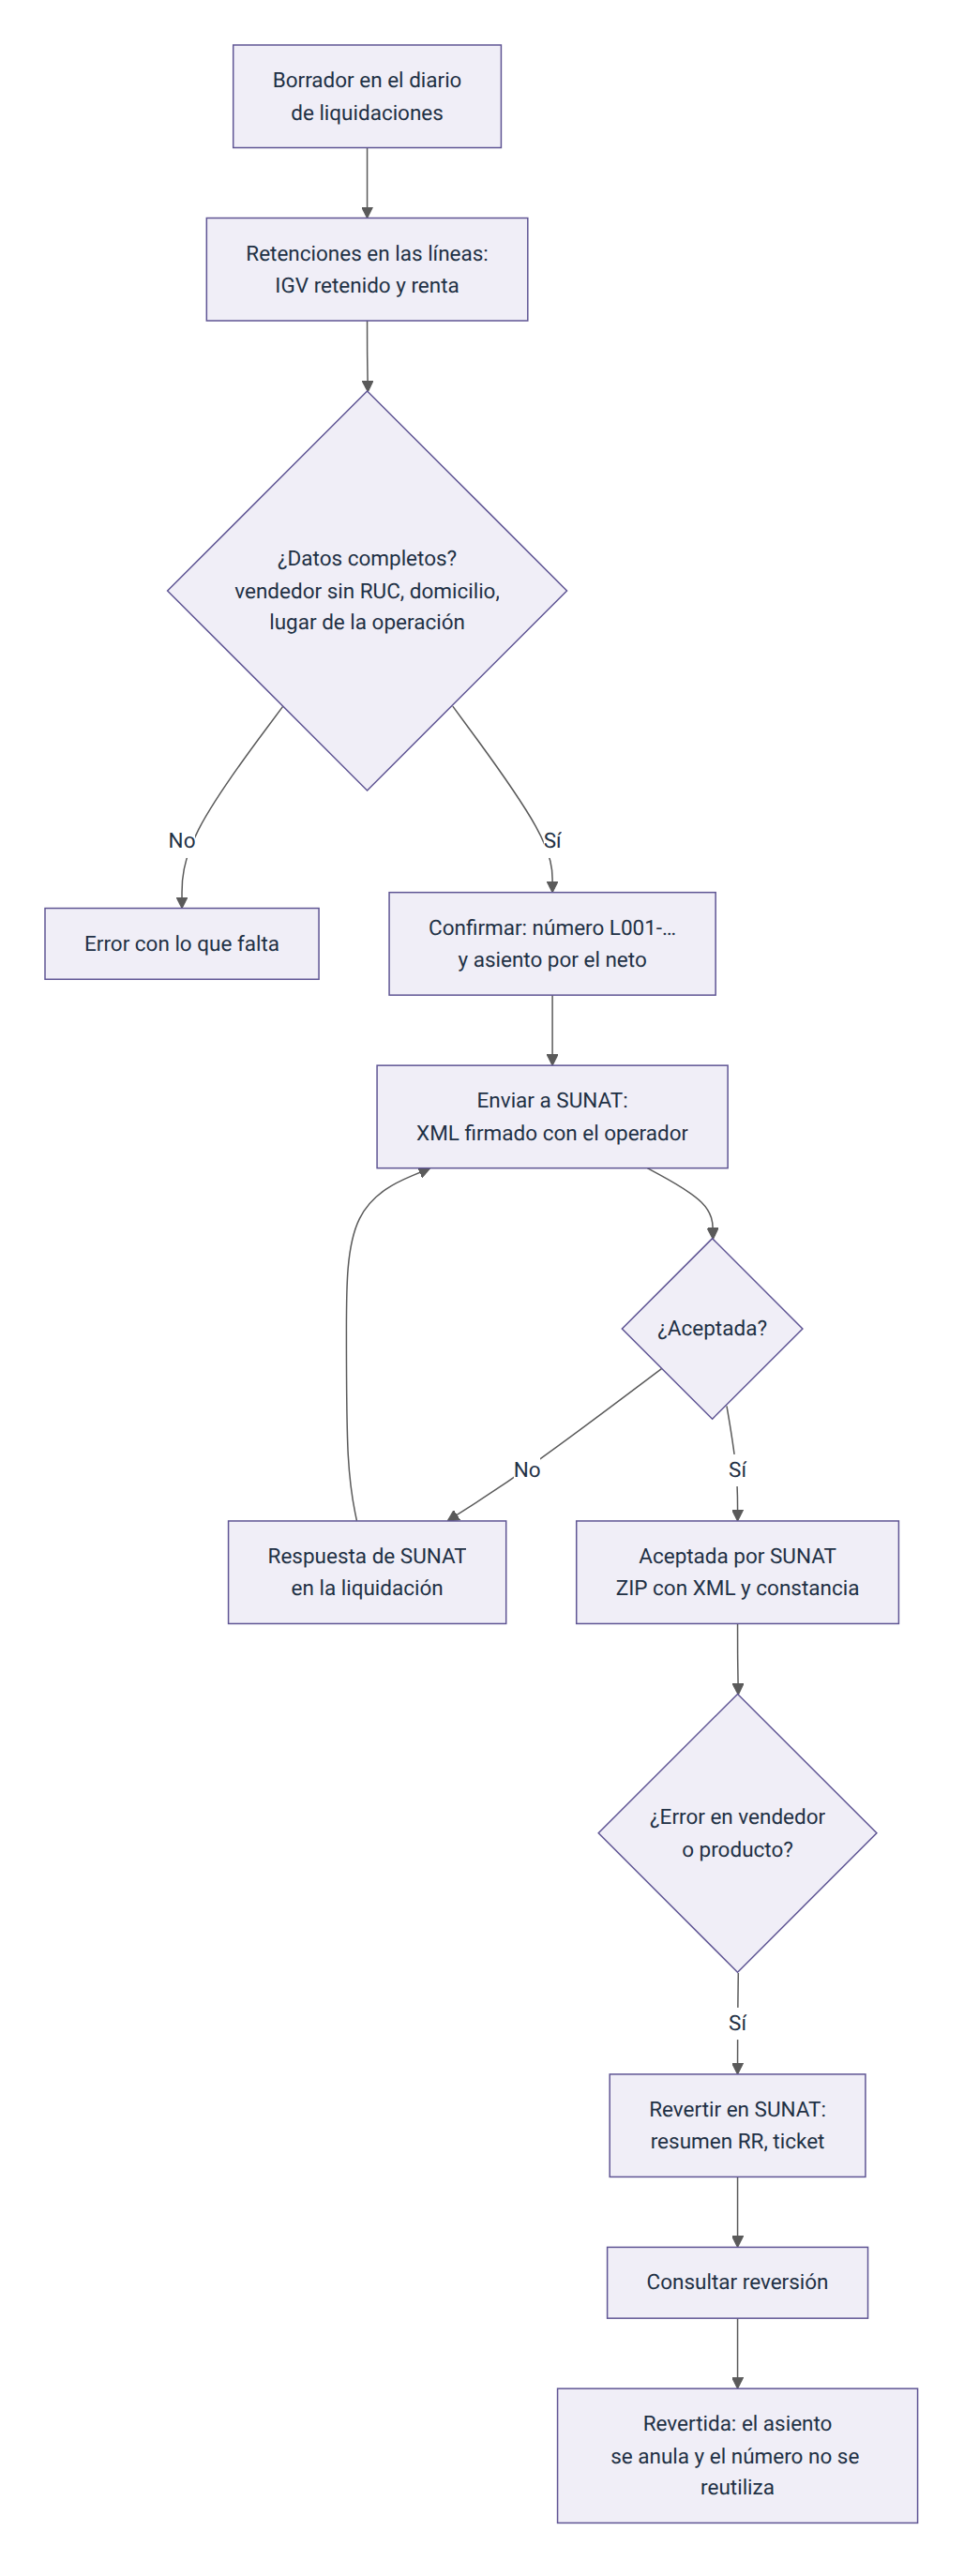 Borrador en el diario
de liquidaciones
Retenciones en las líneas:
IGV retenido y renta
¿Datos completos?
vendedor sin RUC, domicilio,
lugar de la operación
No
Sí
Error con lo que falta
Confirmar: número L001-...
y asiento por el neto
Enviar a SUNAT:
XML firmado con el operador
¿Aceptada?
No
Sí
Respuesta de SUNAT
en la liquidación
Aceptada por SUNAT
ZIP con XML y constancia
¿Error en vendedor
o producto?
Sí
Revertir en SUNAT:
resumen RR, ticket
Consultar reversión
Revertida: el asiento
se anula y el número no se
reutiliza